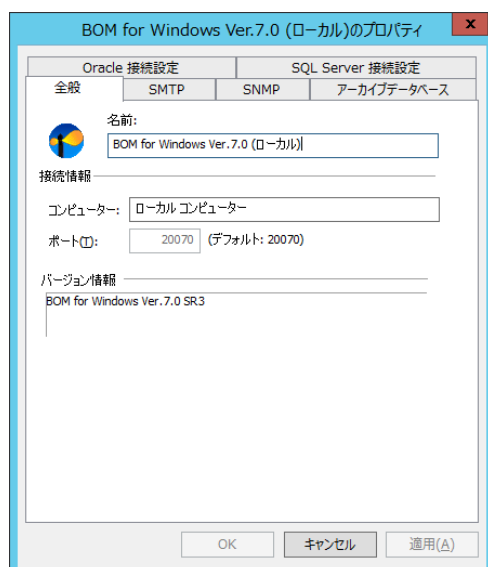 BOM for Windows Ver.7.0 (ローカル)のプロパティ
x
Oracle 接続設定
SQL Server 接続設定
全般
SMTP
SNMP
アーカイブデータベース
名前:
BOM for Windows Ver.7.0 (ローカル)
接続情報
コンピューター:
ローカル コンピューター
ポート(T):
20070
(デフォルト: 20070)
バージョン情報
BOM for Windows Ver.7.0 SR3
OK
キャンセル
適用(A)